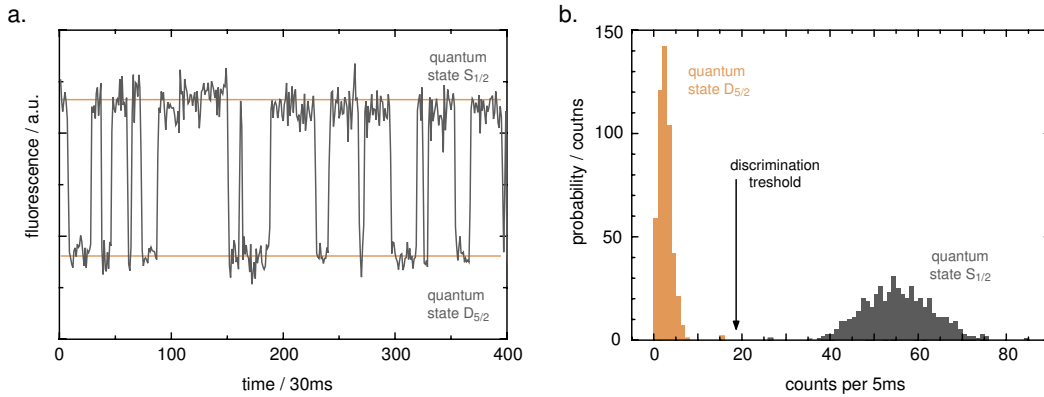 a.
fluorescence / a.u.
quantum
state S1/2
quantum
state D5/2
0
100
200
300
400
time / 30ms
b.
probability / coutns
150
100
50
0
quantum
state D5/2
discrimination
treshold
quantum
state S1/2
0
20
40
60
80
counts per 5ms